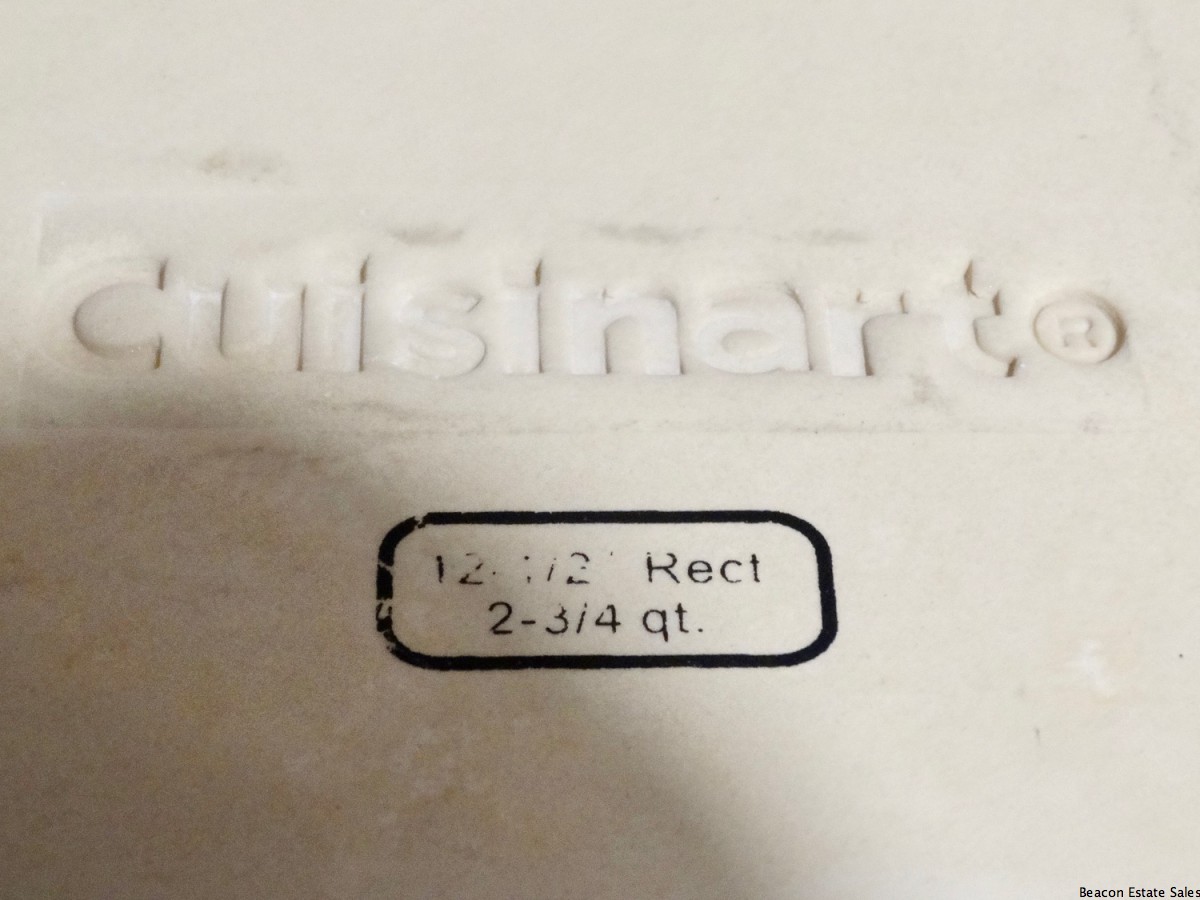 Cuisinart®
12-1/2" Rect
2-3/4 qt.
Beacon Estate Sales